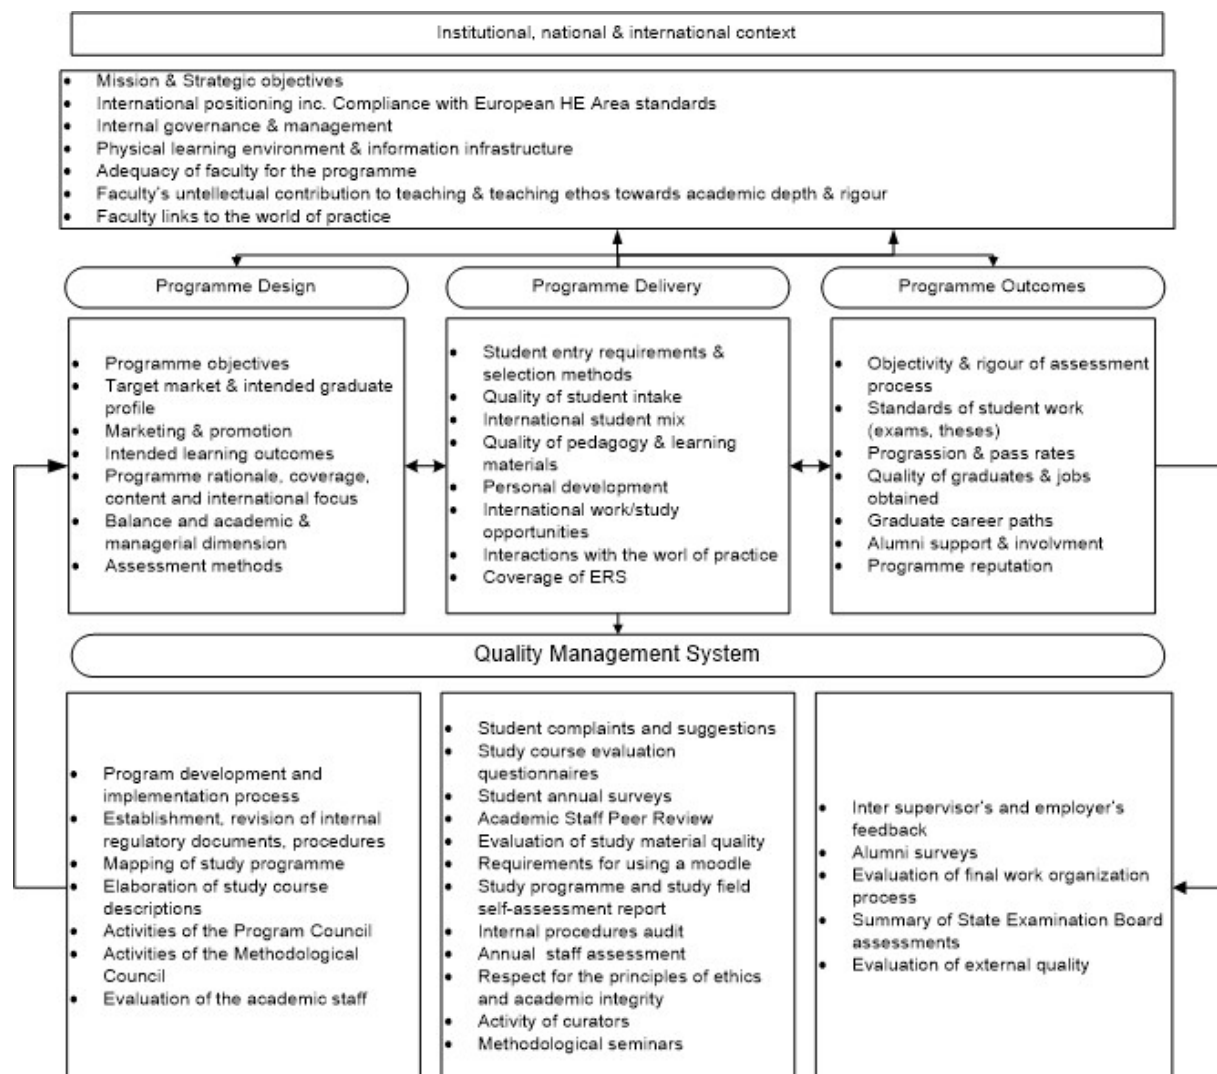 Institutional, national & international context
• Mission & Strategic objectives
• International positioning inc. Compliance with European HE Area standards
• Internal governance & management
• Physical learning environment & information infrastructure
• Adequacy of faculty for the programme
• Faculty's untellectual contribution to teaching & teaching ethos towards academic depth & rigour
• Faculty links to the world of practice
Programme Design
• Programme objectives
• Target market & intended graduate
profile
• Marketing & promotion
• Intended learning outcomes
• Programme rationale, coverage,
content and international focus
• Balance and academic &
managerial dimension
• Assessment methods
Programme Delivery
• Student entry requirements &
selection methods
• Quality of student intake
• International student mix
• Quality of pedagogy & learning
materials
• Personal development
• International work/study
opportunities
• Interactions with the worl of practice
• Coverage of ERS
Programme Outcomes
• Objectivity & rigour of assessment
process
• Standards of student work
(exams, theses)
• Prograssion & pass rates
• Quality of graduates & jobs
obtained
• Graduate career paths
• Alumni support & involvment
• Programme reputation
Quality Management System
• Program development and
implementation process
• Establishment, revision of internal
regulatory documents, procedures
• Mapping of study programme
• Elaboration of study course
descriptions
• Activities of the Program Council
• Activities of the Methodological
Council
• Evaluation of the academic staff
• Student complaints and suggestions
• Study course evaluation
questionnaires
• Student annual surveys
• Academic Staff Peer Review
• Evaluation of study material quality
• Requirements for using a moodle
• Study programme and study field
self-assessment report
• Internal procedures audit
• Annual staff assessment
• Respect for the principles of ethics
and academic integrity
• Activity of curators
• Methodological seminars
• Inter supervisor's and employer's
feedback
• Alumni surveys
• Evaluation of final work organization
process
• Summary of State Examination Board
assessments
• Evaluation of external quality